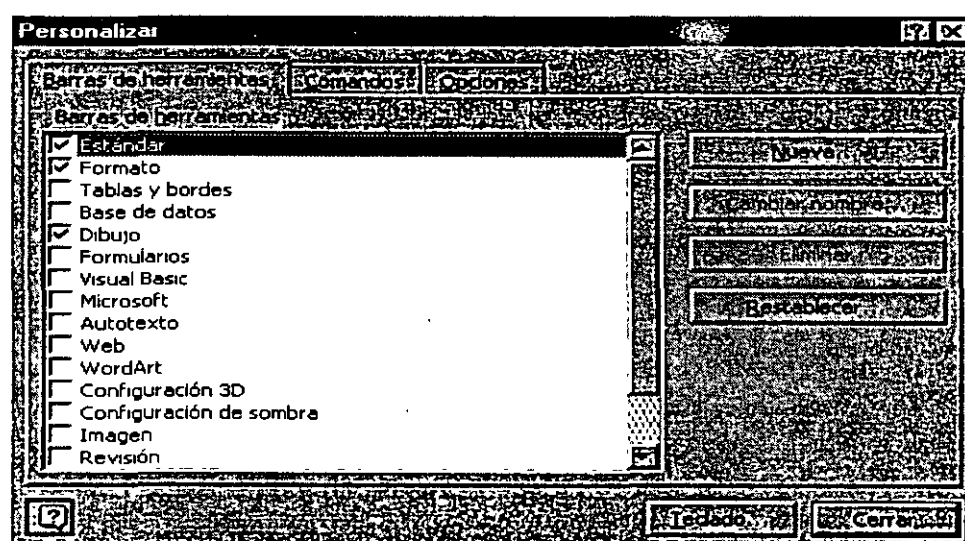 Personalizar
Barras de herramientas Comandos Opciones
Barras de herramientas
Estándar
Formato
Tablas y bordes
Base de datos
Dibujo
Formularios
Visual Basic
Microsoft
Autotexto
Web
WordArt
Configuración 3D
Configuración de sombra
Imagen
Revisión
Nueva...
Cambiar nombre...
Eliminar
Restablecer...
?
Teclado... Cerrar